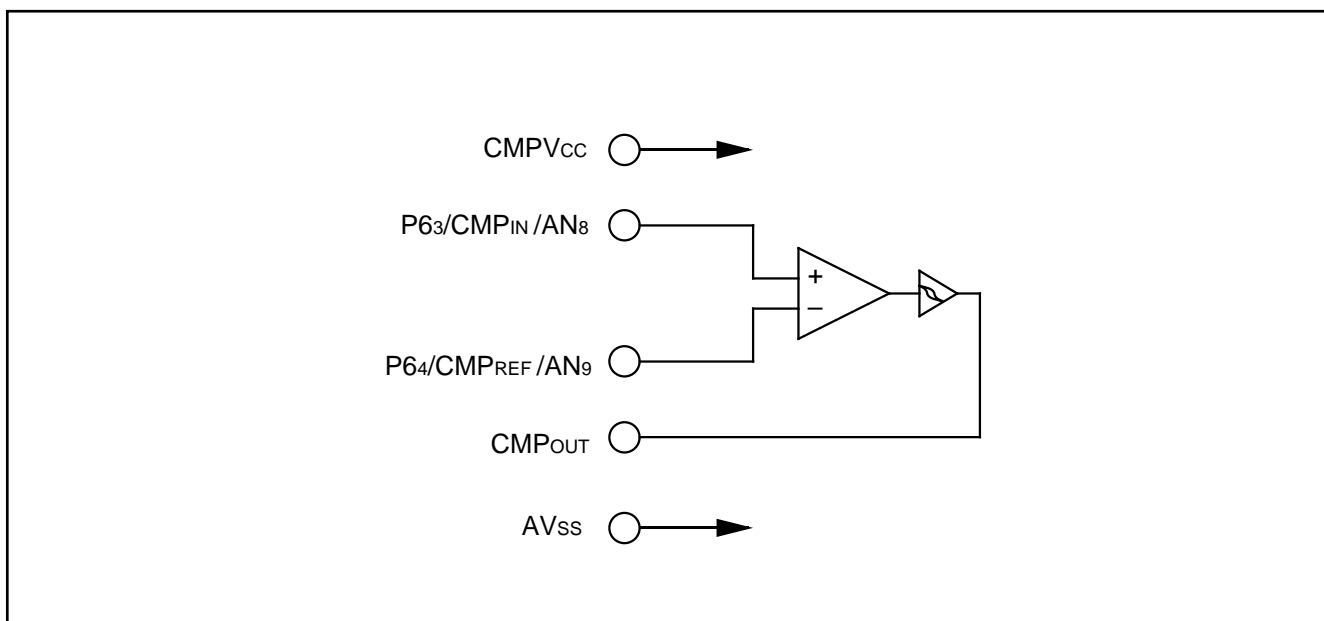 CMPVCC
P63/CMPIN/AN8
+
−
P64/CMPREF/AN9
CMPOUT
AVSS